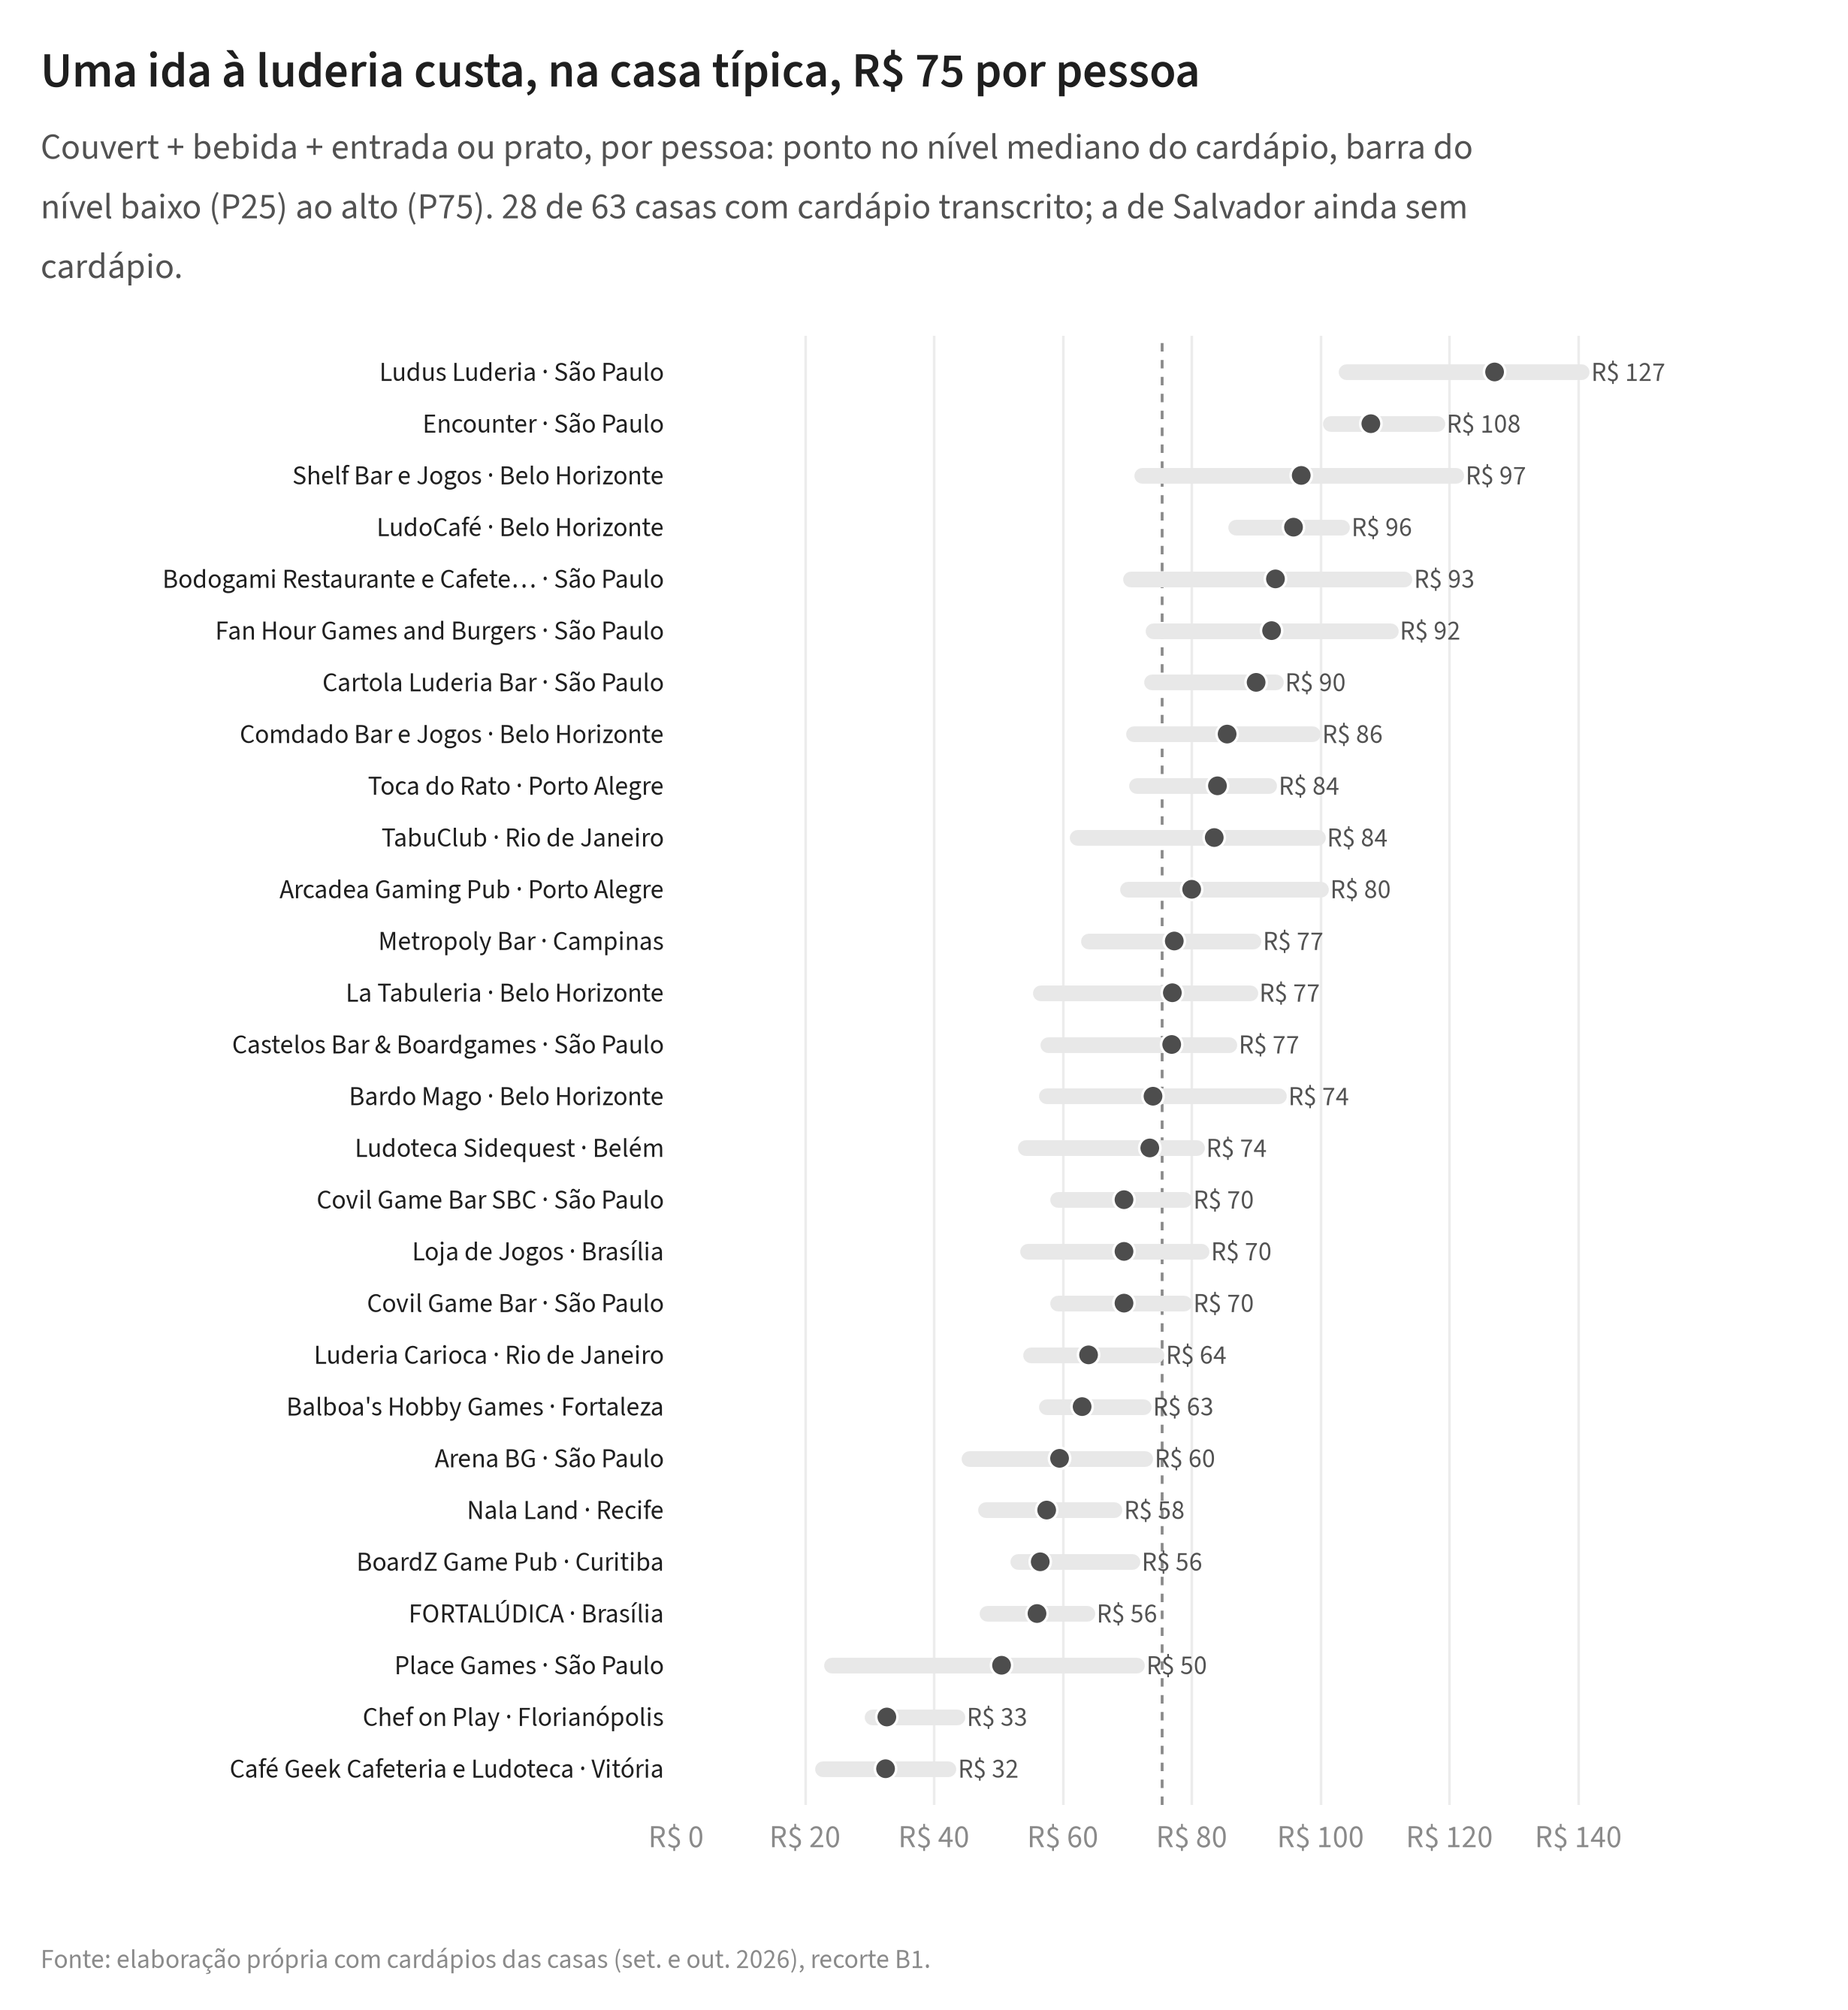 Uma ida à luderia custa, na casa típica, R$ 75 por pessoa
Couvert + bebida + entrada ou prato, por pessoa: ponto no nível mediano do cardápio, barra do
nível baixo (P25) ao alto (P75). 28 de 63 casas com cardápio transcrito; a de Salvador ainda sem
cardápio.
Ludus Luderia · São Paulo R$ 127
Encounter · São Paulo R$ 108
Shelf Bar e Jogos · Belo Horizonte R$ 97
LudoCafé · Belo Horizonte R$ 96
Bodogami Restaurante e Cafete… · São Paulo R$ 93
Fan Hour Games and Burgers · São Paulo R$ 92
Cartola Luderia Bar · São Paulo R$ 90
Comdado Bar e Jogos · Belo Horizonte R$ 86
Toca do Rato · Porto Alegre R$ 84
TabuClub · Rio de Janeiro R$ 84
Arcadea Gaming Pub · Porto Alegre R$ 80
Metropoly Bar · Campinas R$ 77
La Tabuleria · Belo Horizonte R$ 77
Castelos Bar & Boardgames · São Paulo R$ 77
Bardo Mago · Belo Horizonte R$ 74
Ludoteca Sidequest · Belém R$ 74
Covil Game Bar SBC · São Paulo R$ 70
Loja de Jogos · Brasília R$ 70
Covil Game Bar · São Paulo R$ 70
Luderia Carioca · Rio de Janeiro R$ 64
Balboa's Hobby Games · Fortaleza R$ 63
Arena BG · São Paulo R$ 60
Nala Land · Recife R$ 58
BoardZ Game Pub · Curitiba R$ 56
FORTALÚDICA · Brasília R$ 56
Place Games · São Paulo R$ 50
Chef on Play · Florianópolis R$ 33
Café Geek Cafeteria e Ludoteca · Vitória R$ 32
R$ 0 R$ 20 R$ 40 R$ 60 R$ 80 R$ 100 R$ 120 R$ 140
Fonte: elaboração própria com cardápios das casas (set. e out. 2026), recorte B1.